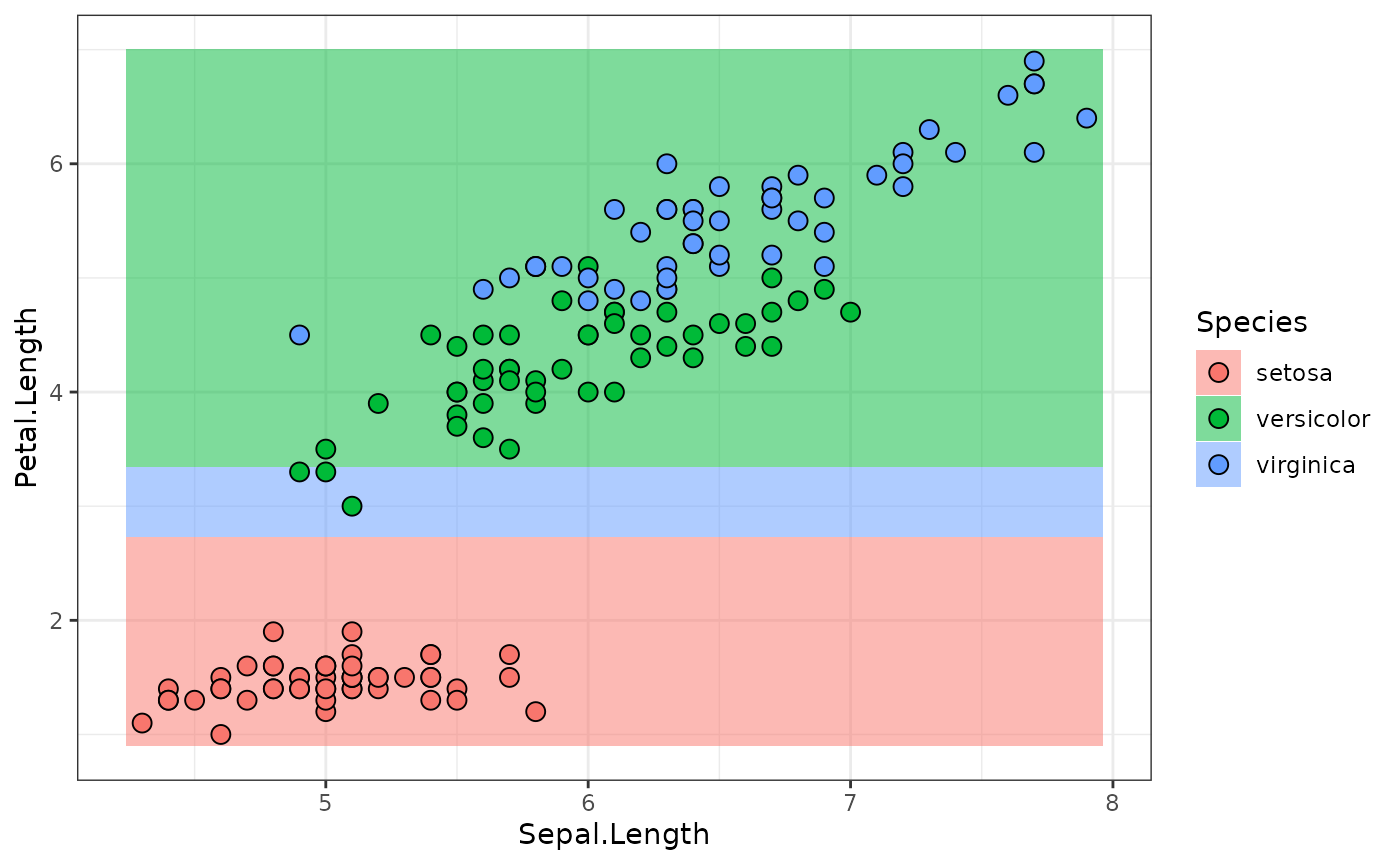 6
4
2
Petal.Length
5 6 7 8
Sepal.Length
Species
setosa
versicolor
virginica